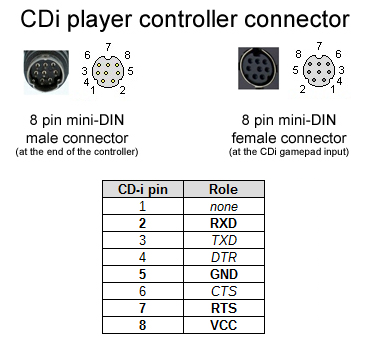 CDi player controller connector
7
6 8
3 5
4
1 2
7
8 6
5 3
4
2 1
8 pin mini-DIN
male connector
(at the end of the controller)
8 pin mini-DIN
female connector
(at the CDi gamepad input)
CD-i pin Role
1 none
2 RXD
3 TXD
4 DTR
5 GND
6 CTS
7 RTS
8 VCC